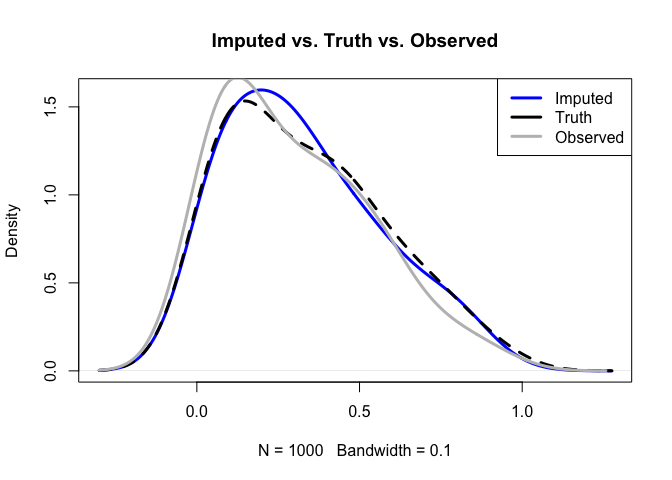 Imputed vs. Truth vs. Observed
Imputed
Truth
Observed
Density
1.5
1.0
0.5
0.0
0.0 0.5 1.0
N = 1000 Bandwidth = 0.1